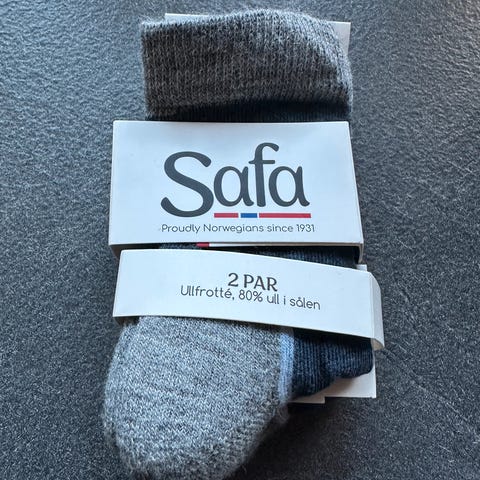 Safa
Proudly Norwegians since 1931
2 PAR
Ullfrotté, 80% ull i sålen